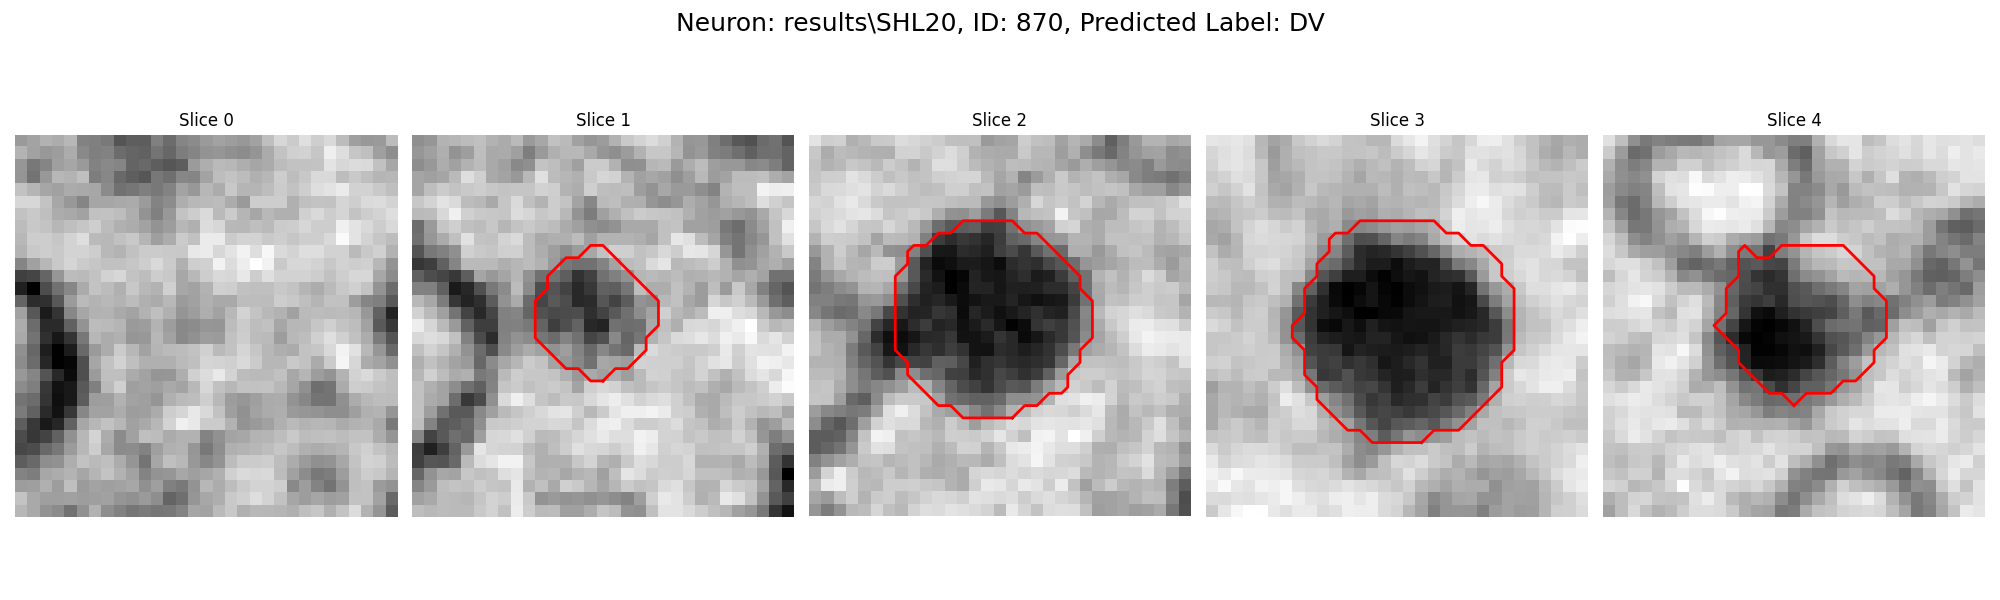 Neuron: results\SHL20, ID: 870, Predicted Label: DV
Slice 0
Slice 1
Slice 2
Slice 3
Slice 4